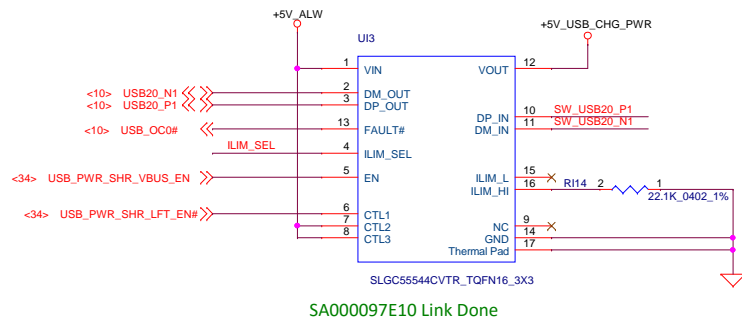 +5V_ALW
+5V_USB_CHG_PWR
UI3
1 VIN VOUT 12
<10> USB20_N1 2 DM_OUT
<10> USB20_P1 3 DP_OUT
DP_IN 10 SW_USB20_P1
DM_IN 11 SW_USB20_N1
<10> USB_OC0# 13 FAULT#
ILIM_SEL 4 ILIM_SEL
<34> USB_PWR_SHR_VBUS_EN 5 EN
ILIM_L 15
ILIM_HI 16 RI14 2 1
22.1K_0402_1%
<34> USB_PWR_SHR_LFT_EN# 6 CTL1
7 CTL2
8 CTL3
NC 9
GND 14
Thermal Pad 17
SLGC55544CVTR_TQFN16_3X3
SA000097E10 Link Done